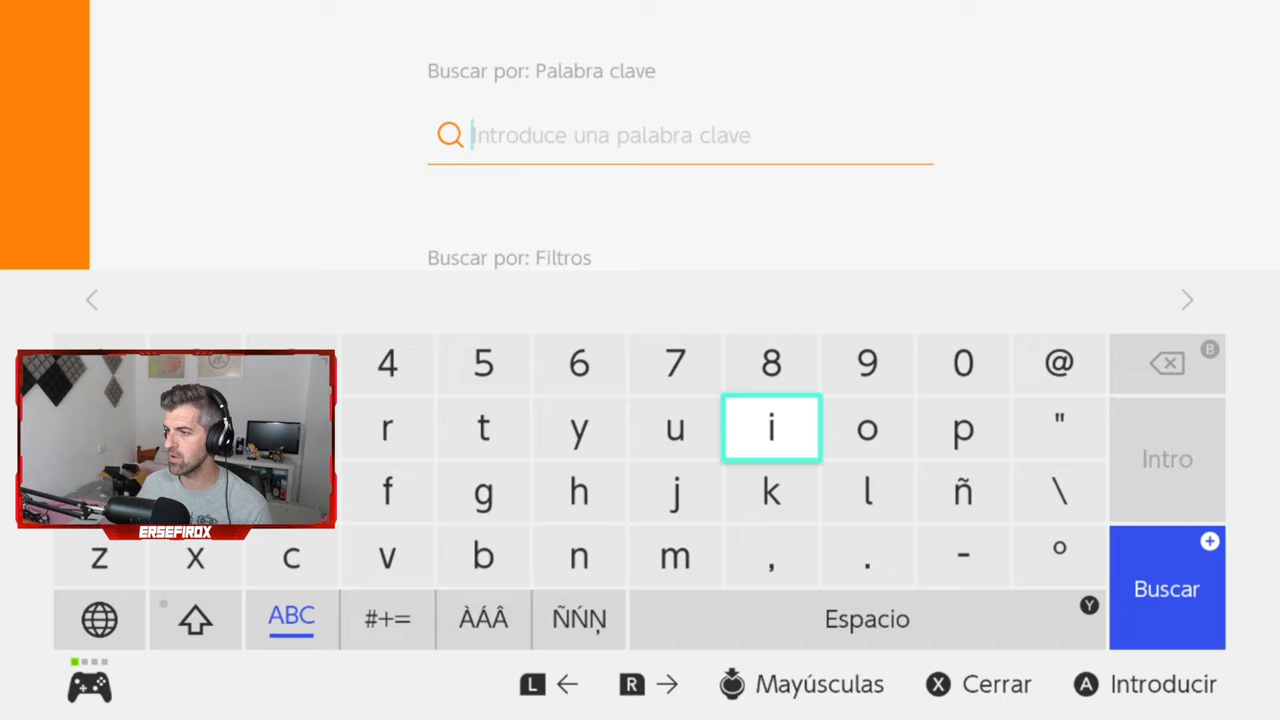 Buscar por: Palabra clave
Introduce una palabra clave
Buscar por: Filtros
4 5 6 7 8 9 0 @ B
r t y u i o p "
Intro
f g h j k l ñ \
ERSEFIROX
z x c v b n m , . - º
+
Buscar
ABC #+= ÀÁÂ ÑŃŅ Espacio Y
L ← R → Mayúsculas X Cerrar A Introducir